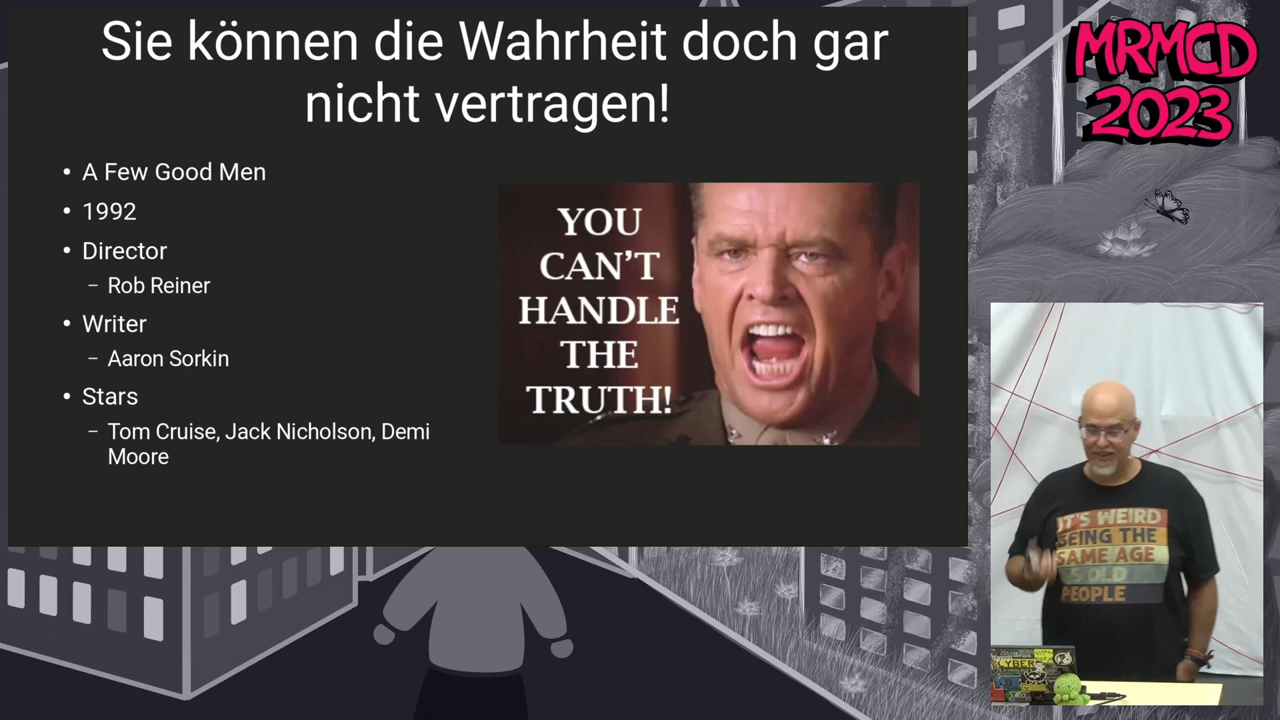 Sie können die Wahrheit doch gar
nicht vertragen!
• A Few Good Men
• 1992
• Director
– Rob Reiner
• Writer
– Aaron Sorkin
• Stars
– Tom Cruise, Jack Nicholson, Demi
Moore
YOU
CAN'T
HANDLE
THE
TRUTH!
MRMCD
2023
IT'S WEIRD
BEING THE
SAME AGE
AS OLD
PEOPLE
CYBER